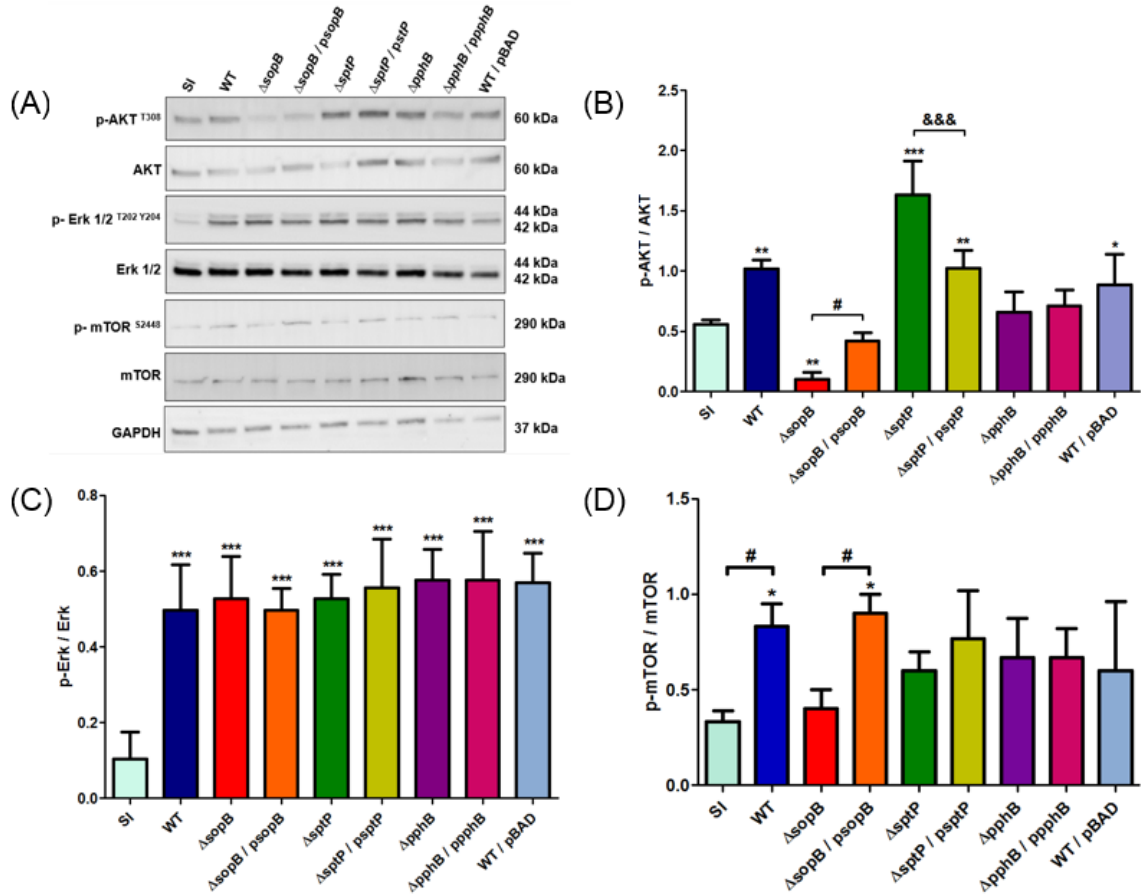 (A)
SI WT ΔsopB ΔsopB / psopB ΔsptP ΔsptP / pstP ΔpphB ΔpphB / ppphB WT / pBAD
p-AKT T308 60 kDa
AKT 60 kDa
p- Erk 1/2 T202 Y204 44 kDa
42 kDa
Erk 1/2 44 kDa
42 kDa
p- mTOR S2448 290 kDa
mTOR 290 kDa
GAPDH 37 kDa
(B)
p-AKT / AKT
2.5
2.0
1.5
1.0
0.5
0.0
** ** # *** &&& ** *
SI WT ΔsopB ΔsopB / psopB ΔsptP ΔsptP / psptP ΔpphB ΔpphB / ppphB WT / pBAD
(C)
p-Erk / Erk
0.8
0.6
0.4
0.2
0.0
*** *** *** *** *** *** *** ***
SI WT ΔsopB ΔsopB / psopB ΔsptP ΔsptP / psptP ΔpphB ΔpphB / ppphB WT / pBAD
(D)
p-mTOR / mTOR
1.5
1.0
0.5
0.0
# * # *
SI WT ΔsopB ΔsopB / psopB ΔsptP ΔsptP / psptP ΔpphB ΔpphB / ppphB WT / pBAD